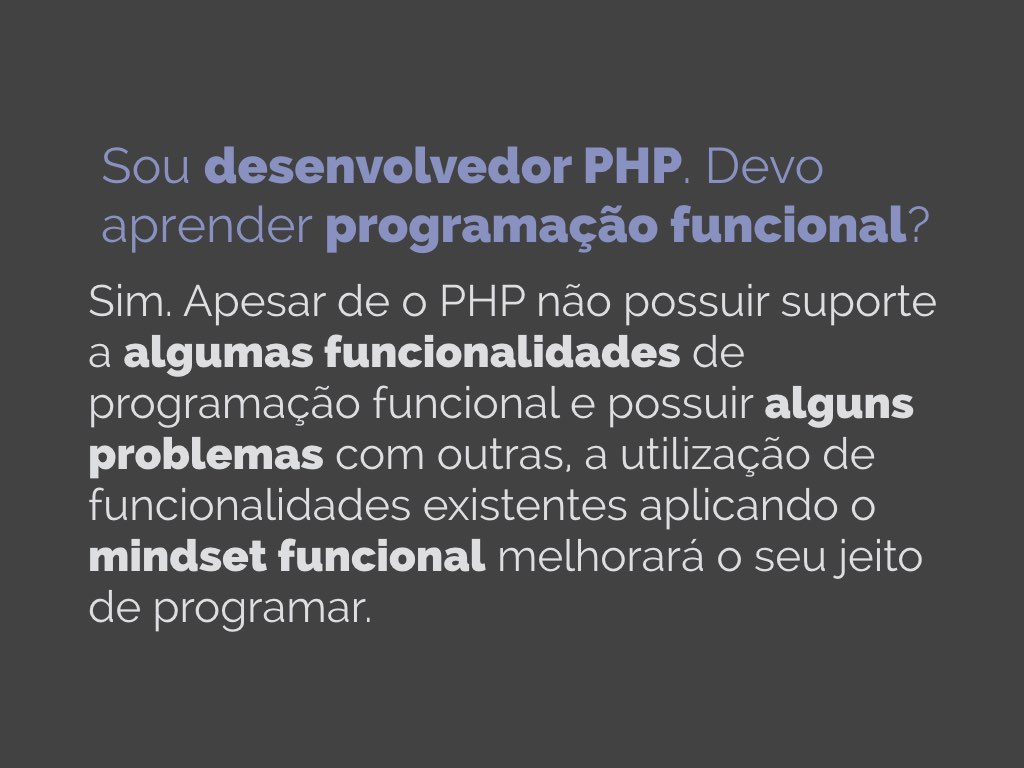 Sou desenvolvedor PHP. Devo
aprender programação funcional?
Sim. Apesar de o PHP não possuir suporte
a algumas funcionalidades de
programação funcional e possuir alguns
problemas com outras, a utilização de
funcionalidades existentes aplicando o
mindset funcional melhorará o seu jeito
de programar.